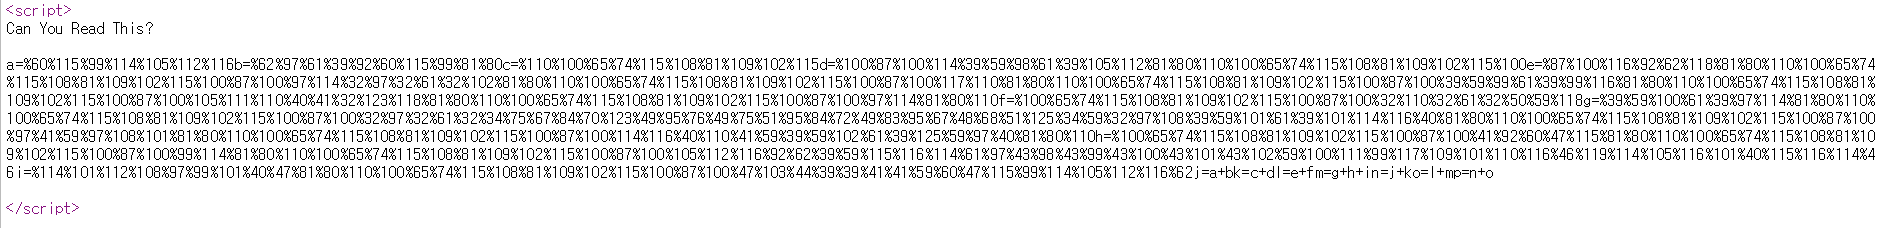 <script>
Can You Read This?
a=%60%115%99%114%105%112%116b=%62%97%61%39%92%60%115%99%81%80c=%110%100%65%74%115%108%81%109%102%115d=%100%87%100%114%39%59%98%61%39%105%112%81%80%110%100%65%74%115%108%81%109%102%115%100e=%87%100%116%92%62%118%81%80%110%100%65%74
%115%108%81%109%102%115%100%87%100%97%114%32%97%32%61%32%102%81%80%110%100%65%74%115%108%81%109%102%115%100%87%100%117%110%81%80%110%100%65%74%115%108%81%109%102%115%100%87%100%39%59%99%61%39%99%116%81%80%110%100%65%74%115%108%81%
109%102%115%100%87%100%105%111%110%40%41%32%123%118%81%80%110%100%65%74%115%108%81%109%102%115%100%87%100%97%114%81%80%110f=%100%65%74%115%108%81%109%102%115%100%87%100%32%110%32%61%32%50%59%118g=%39%59%100%61%39%97%114%81%80%110%
100%65%74%115%108%81%109%102%115%100%87%100%32%97%32%61%32%34%75%67%84%70%123%49%95%76%49%75%51%95%84%72%49%83%95%67%48%68%51%125%34%59%32%97%108%39%59%101%61%39%101%114%116%40%81%80%110%100%65%74%115%108%81%109%102%115%100%87%100
%97%41%59%97%108%101%81%80%110%100%65%74%115%108%81%109%102%115%100%87%100%114%116%40%110%41%59%39%59%102%61%39%125%59%97%40%81%80%110h=%100%65%74%115%108%81%109%102%115%100%87%100%41%92%60%47%115%81%80%110%100%65%74%115%108%81%10
9%102%115%100%87%100%99%114%81%80%110%100%65%74%115%108%81%109%102%115%100%87%100%105%112%116%92%62%39%59%115%116%114%61%97%43%98%43%99%43%100%43%101%43%102%59%100%111%99%117%109%101%110%116%46%119%114%105%116%101%40%115%116%114%4
6i=%114%101%112%108%97%99%101%40%47%81%80%110%100%65%74%115%108%81%109%102%115%100%87%100%47%103%44%39%39%41%41%59%60%47%115%99%114%105%112%116%62j=a+bk=c+dl=e+fm=g+h+in=j+ko=l+mp=n+o
</script>